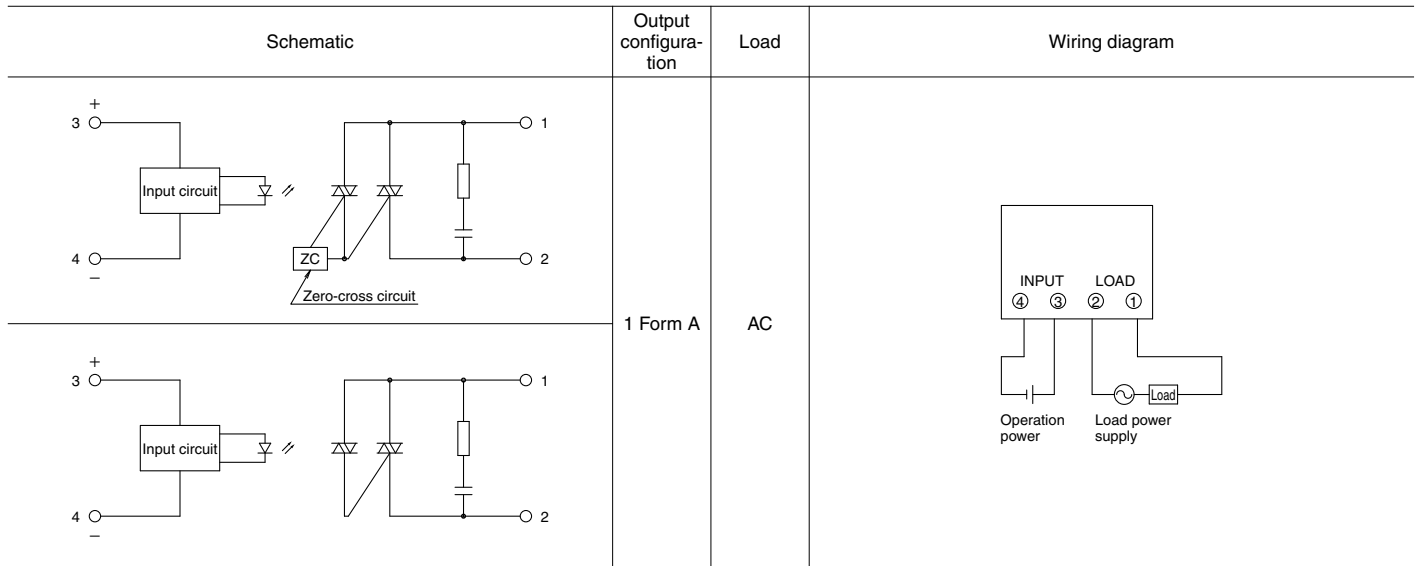 Schematic
Output
configura-
tion
Load
Wiring diagram
+
3
1
Input circuit
4
ZC
2
−
Zero-cross circuit
1 Form A
AC
+
3
1
Input circuit
4
2
−
INPUT LOAD
④ ③ ② ①
Load
Operation
power
Load power
supply